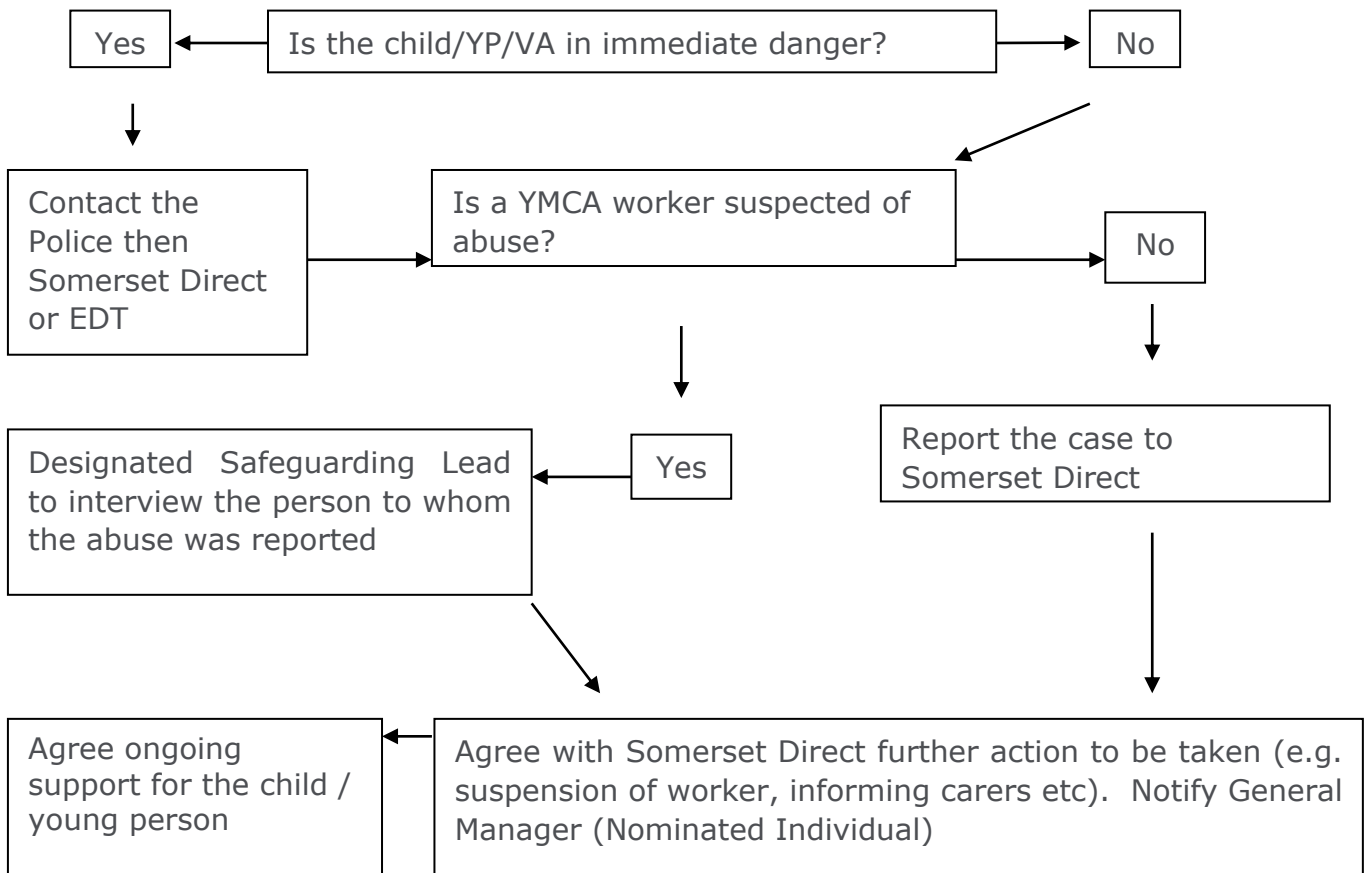 Yes
Is the child/YP/VA in immediate danger?
No
Contact the
Police then
Somerset Direct
or EDT
Is a YMCA worker suspected of
abuse?
No
Designated Safeguarding Lead
to interview the person to whom
the abuse was reported
Yes
Report the case to
Somerset Direct
Agree ongoing
support for the child /
young person
Agree with Somerset Direct further action to be taken (e.g.
suspension of worker, informing carers etc).  Notify General
Manager (Nominated Individual)